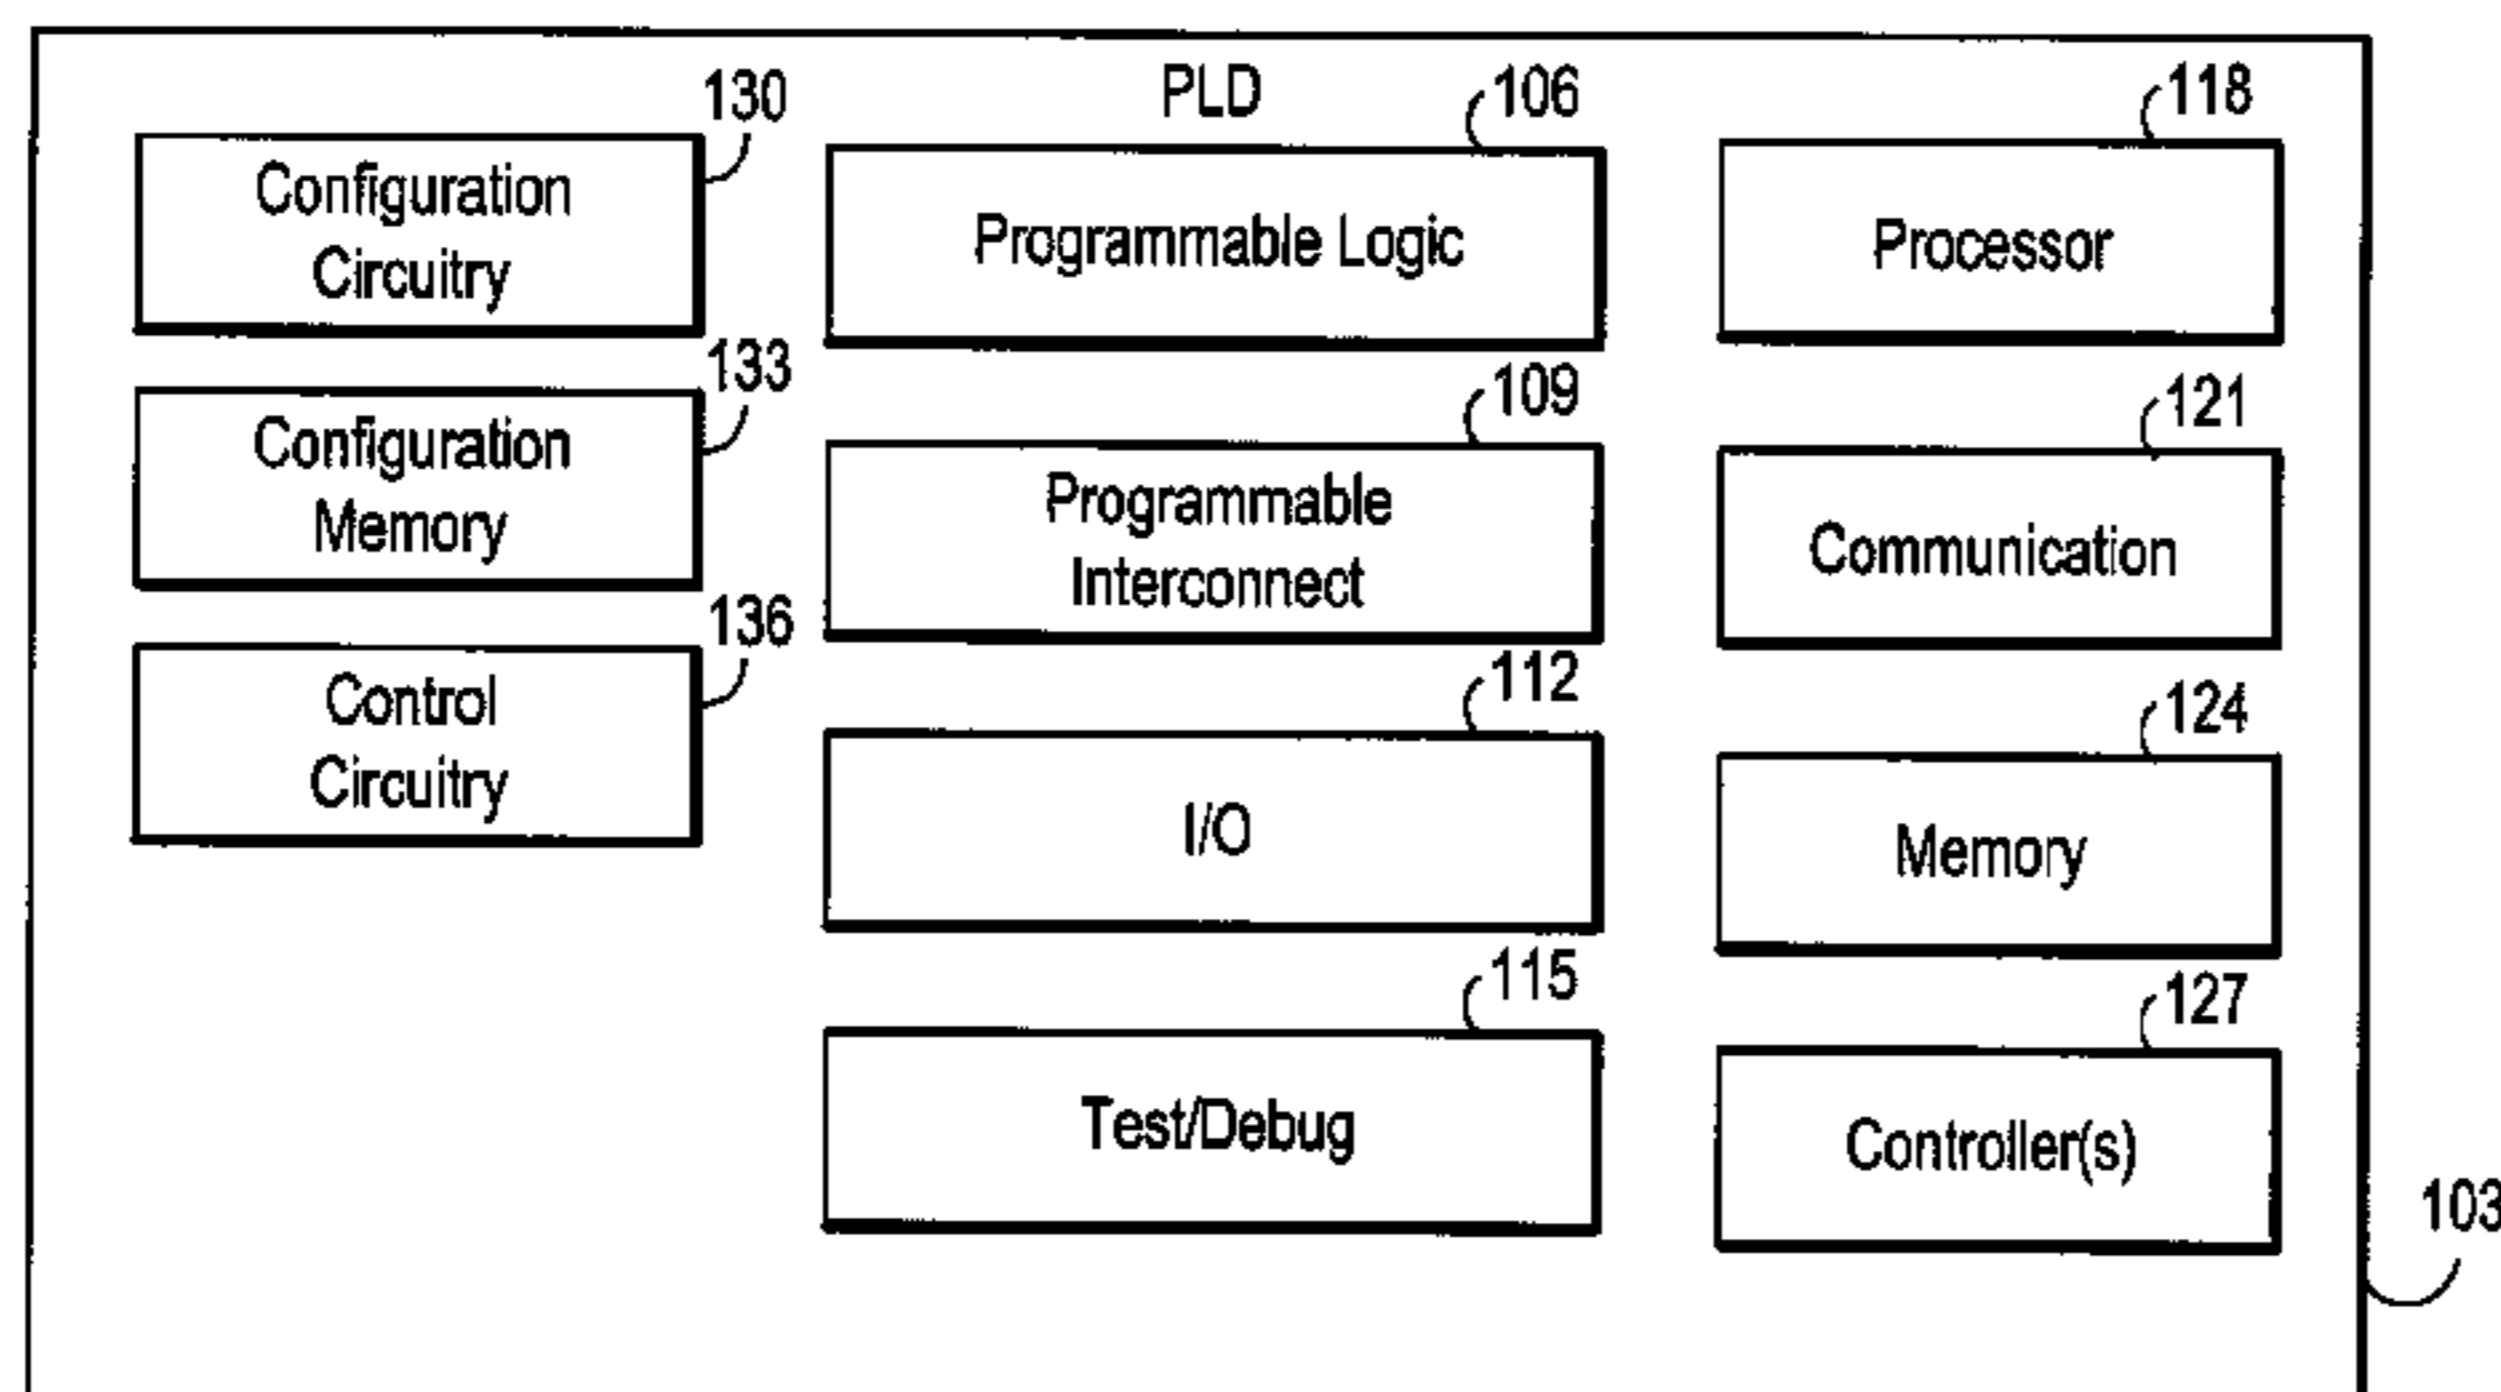 PLD
130
Configuration
Circuitry
133
Configuration
Memory
136
Control
Circuitry
106
Programmable Logic
109
Programmable
Interconnect
112
I/O
115
Test/Debug
118
Processor
121
Communication
124
Memory
127
Controller(s)
103